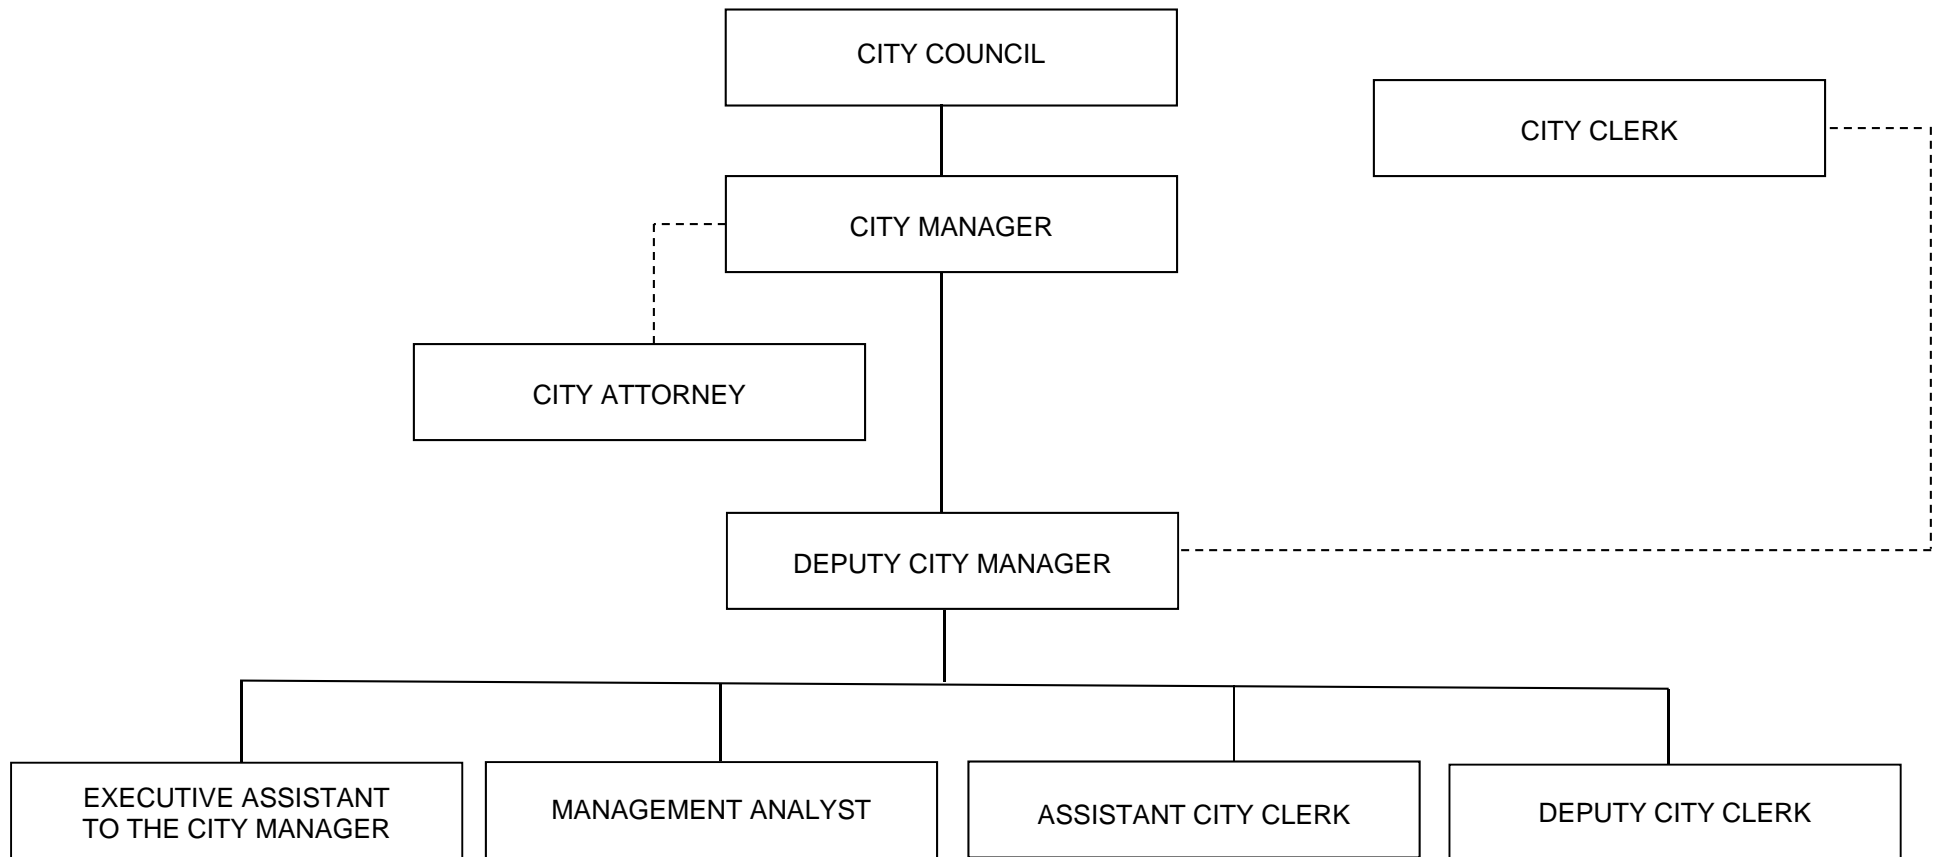 CITY COUNCIL
CITY CLERK
CITY MANAGER
CITY ATTORNEY
DEPUTY CITY MANAGER
EXECUTIVE ASSISTANT
TO THE CITY MANAGER
MANAGEMENT ANALYST
ASSISTANT CITY CLERK
DEPUTY CITY CLERK